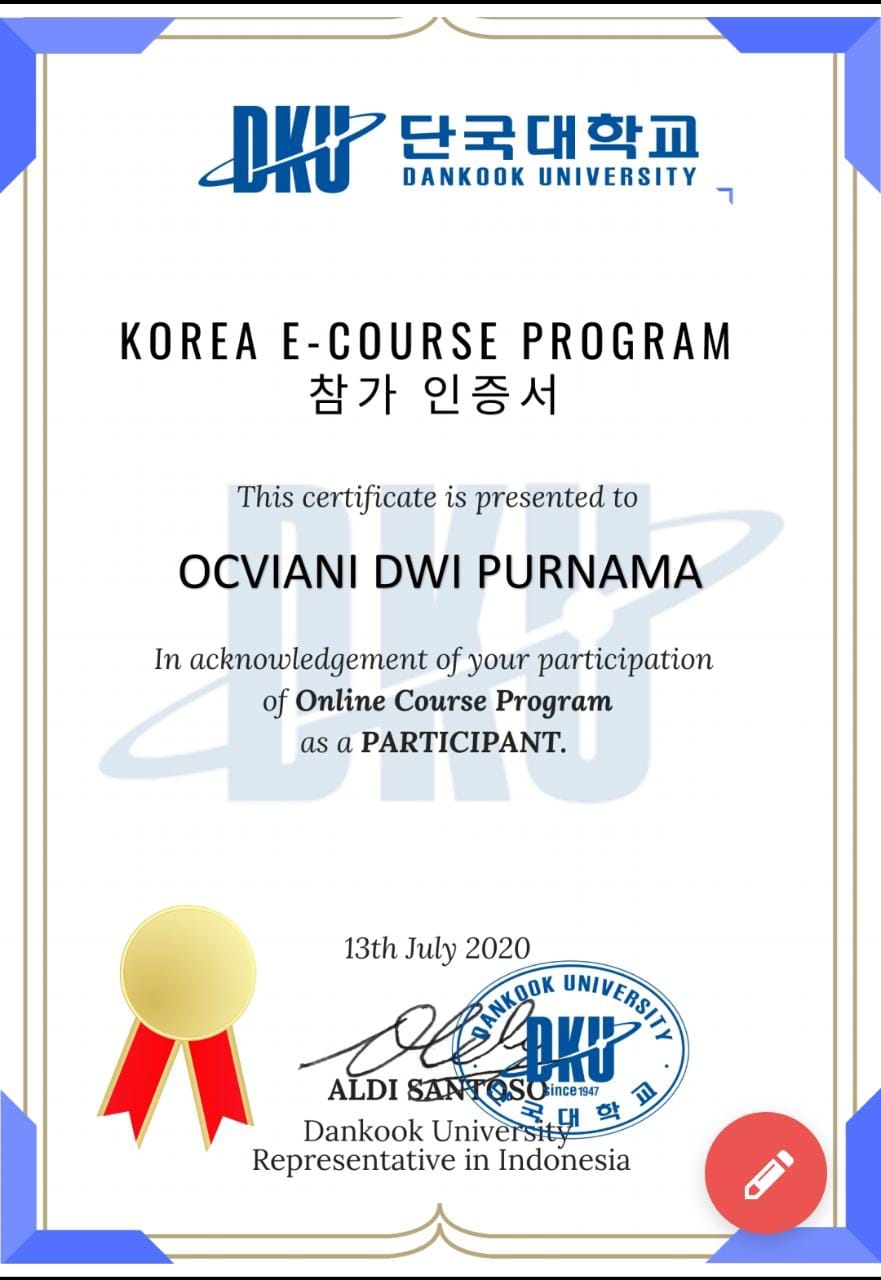 DKU 단국대학교
DANKOOK UNIVERSITY
KOREA E-COURSE PROGRAM
참가 인증서
This certificate is presented to
OCVIANI DWI PURNAMA
In acknowledgement of your participation
of Online Course Program
as a PARTICIPANT.
13th July 2020
DANKOOK UNIVERSITY
DKU
since 1947
단국대학교
ALDI SANTOSO
Dankook University
Representative in Indonesia